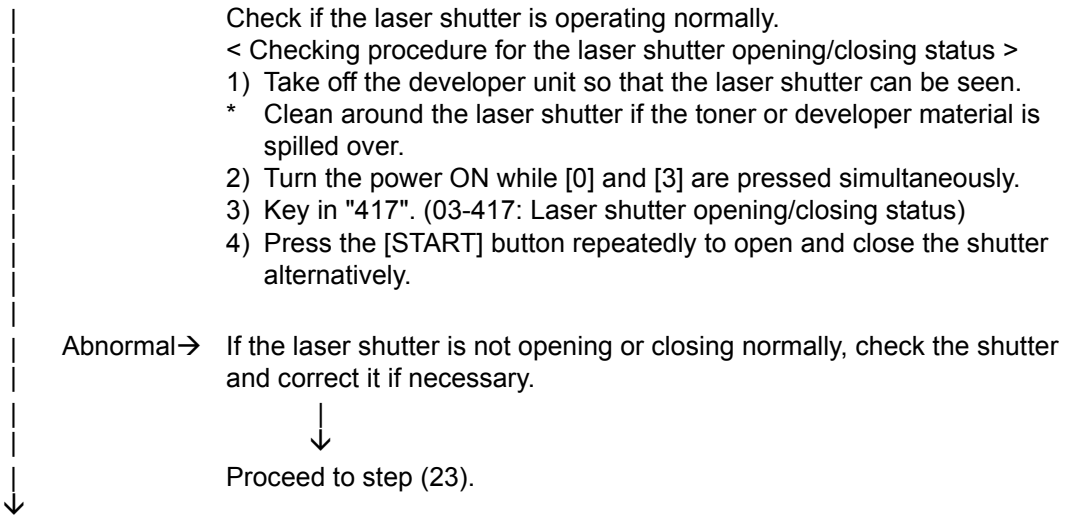 Check if the laser shutter is operating normally.
< Checking procedure for the laser shutter opening/closing status >
1) Take off the developer unit so that the laser shutter can be seen.
* Clean around the laser shutter if the toner or developer material is
spilled over.
2) Turn the power ON while [0] and [3] are pressed simultaneously.
3) Key in "417". (03-417: Laser shutter opening/closing status)
4) Press the [START] button repeatedly to open and close the shutter
alternatively.
Abnormal→ If the laser shutter is not opening or closing normally, check the shutter
and correct it if necessary.
Proceed to step (23).